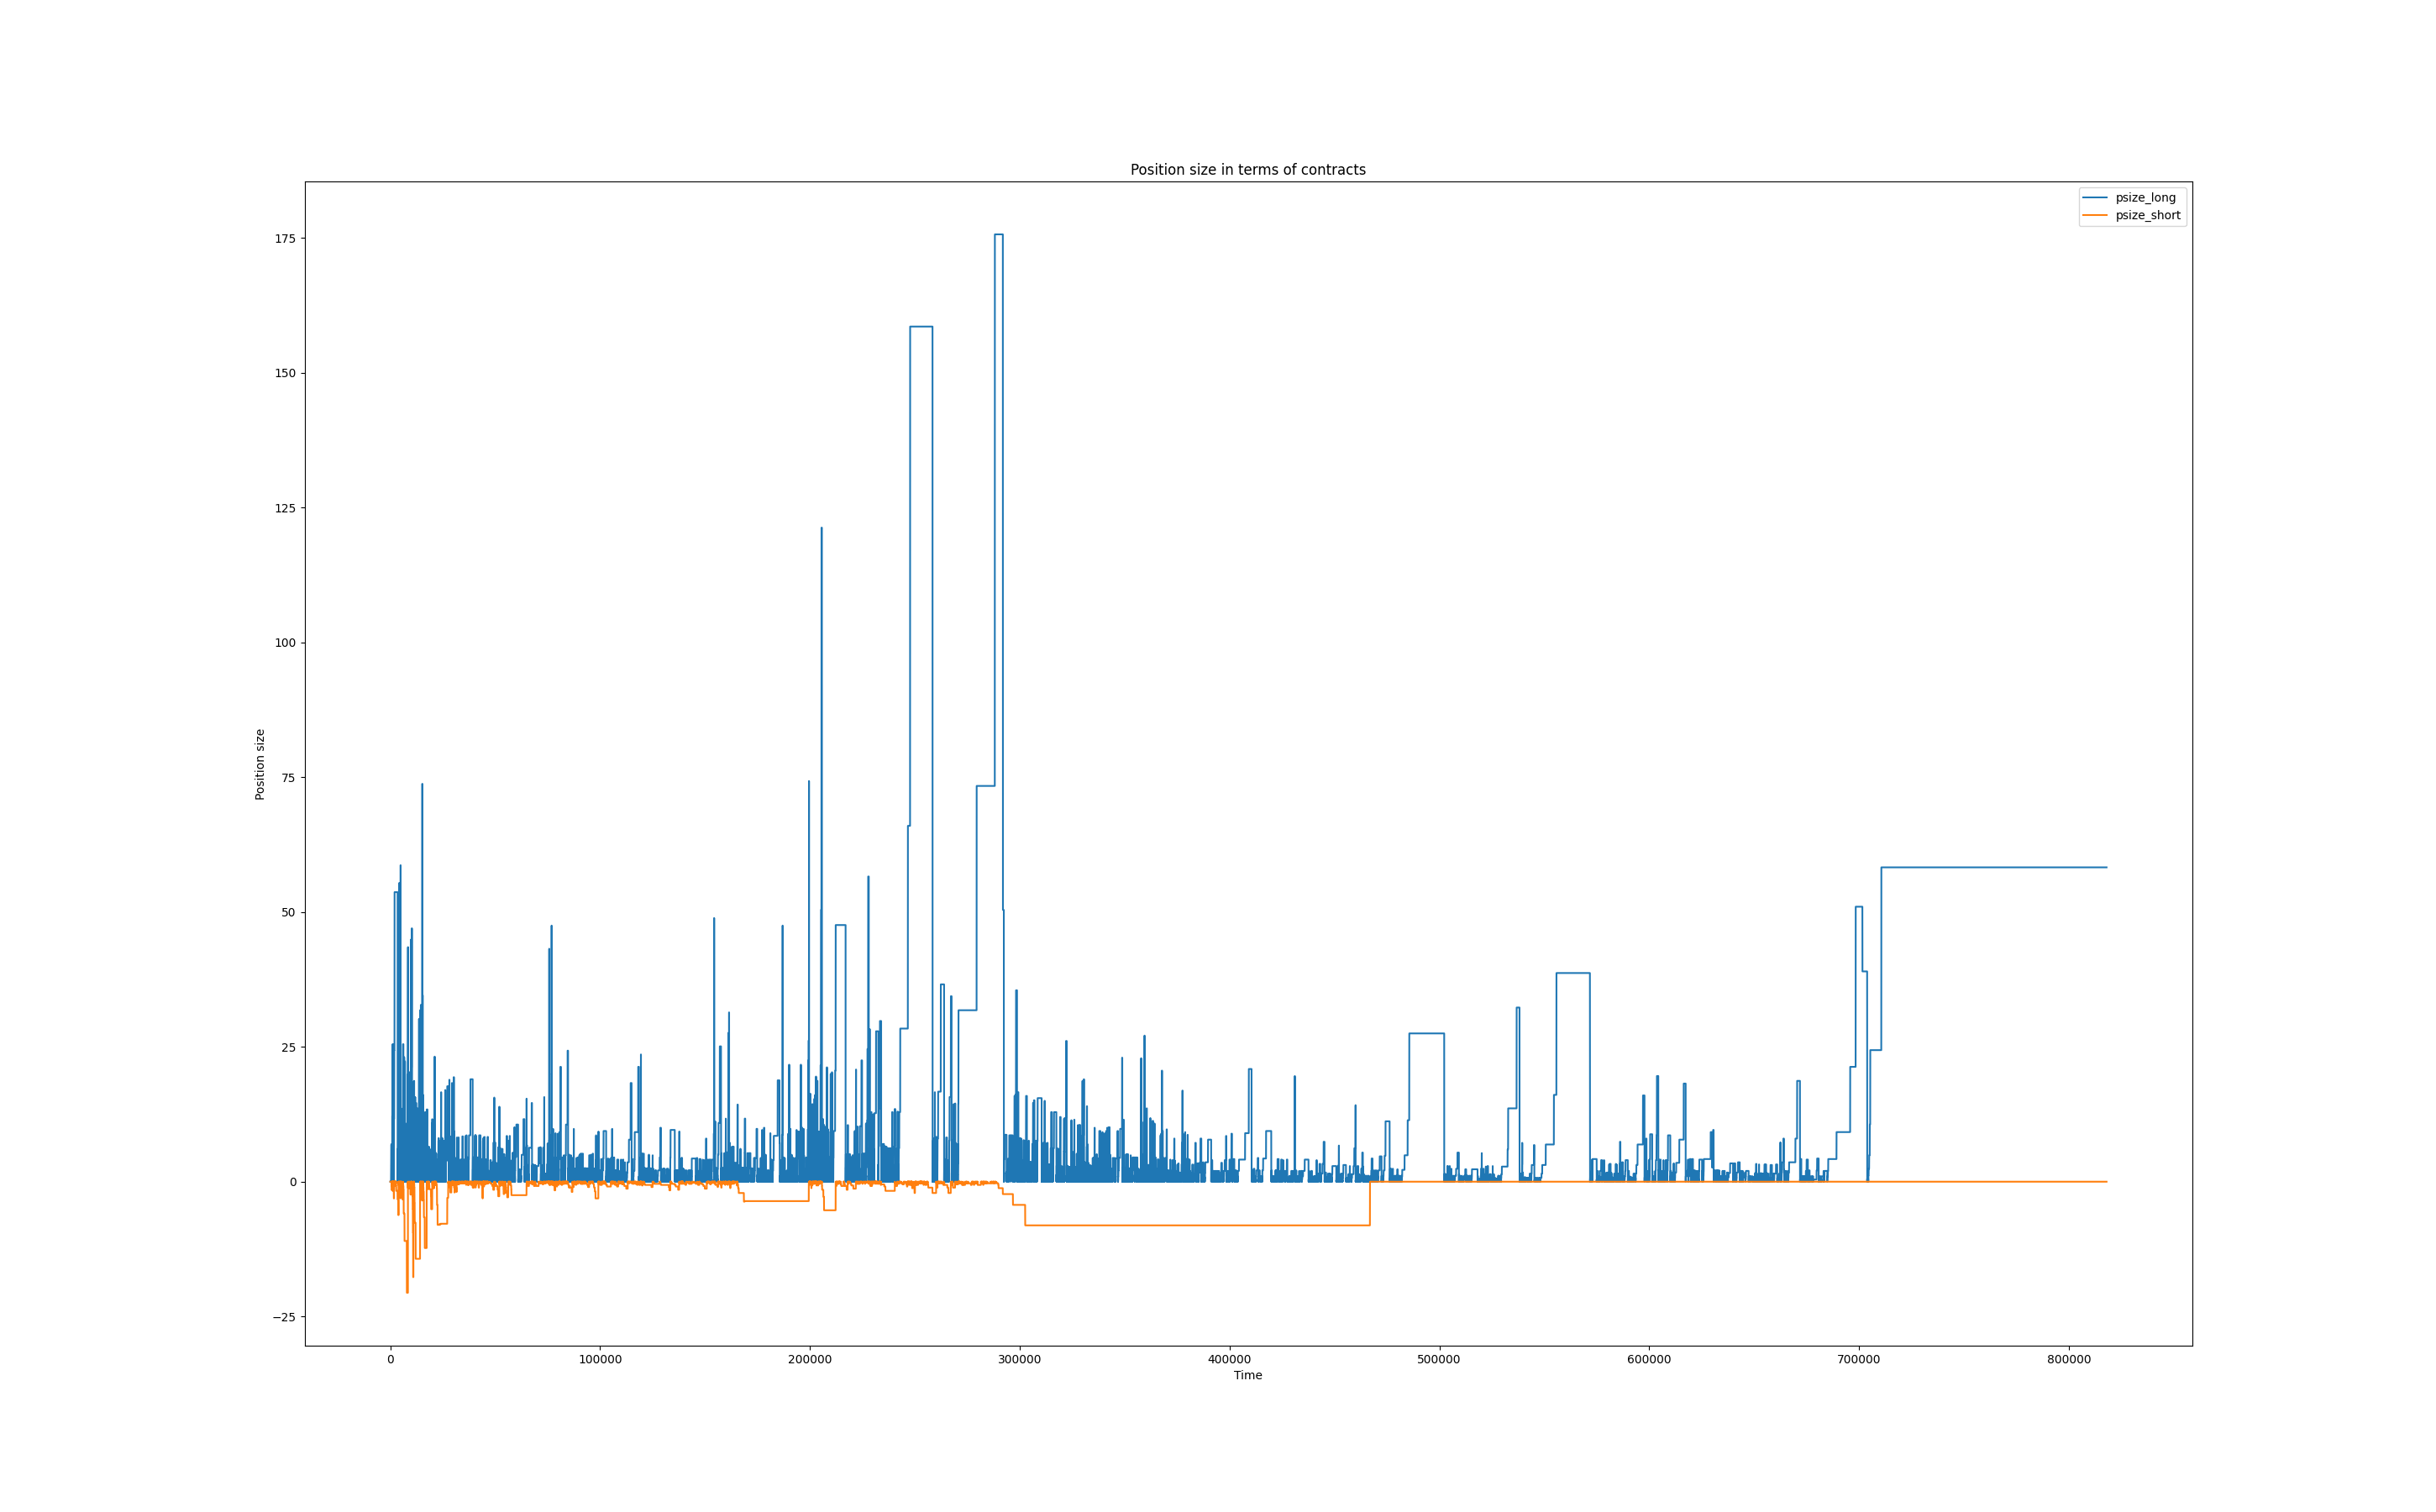 Position size in terms of contracts
psize_long
psize_short
175
150
125
100
75
50
25
0
−25
Position size
0 100000 200000 300000 400000 500000 600000 700000 800000
Time